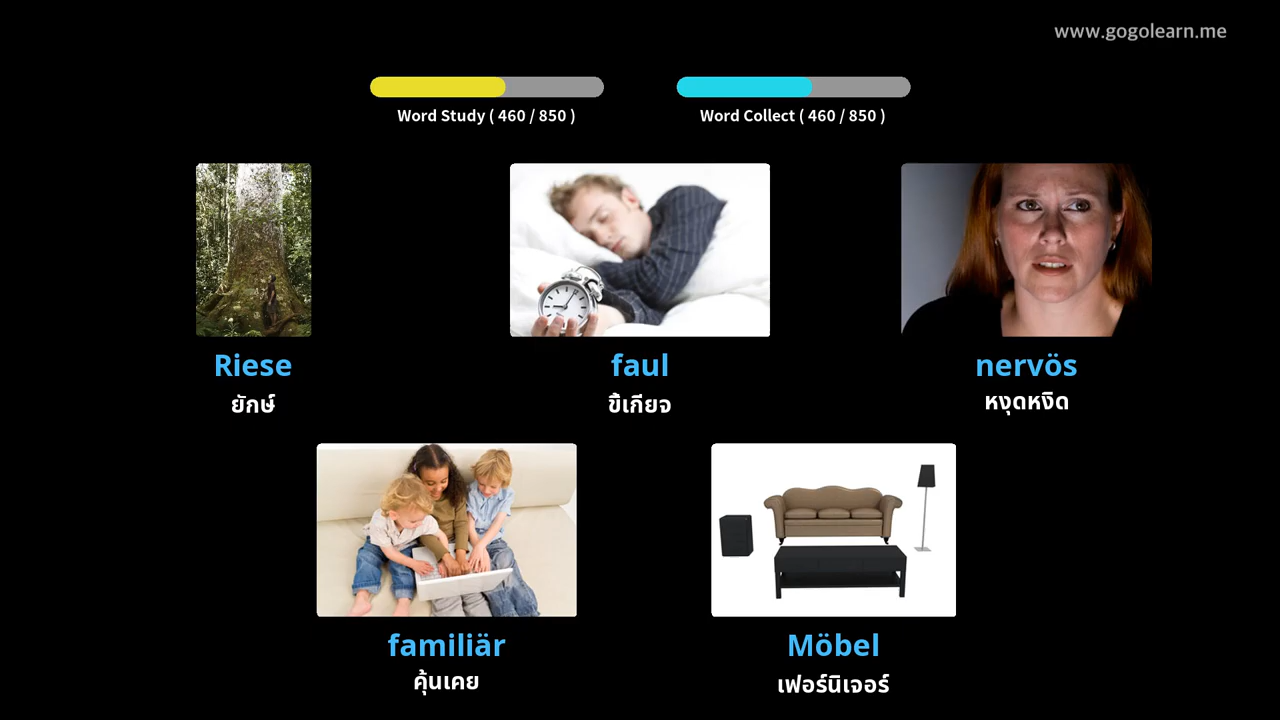 www.gogolearn.me
Word Study ( 460 / 850 )
Word Collect ( 460 / 850 )
Riese
ยักษ์
faul
ขี้เกียจ
nervös
หงุดหงิด
familiär
คุ้นเคย
Möbel
เฟอร์นิเจอร์